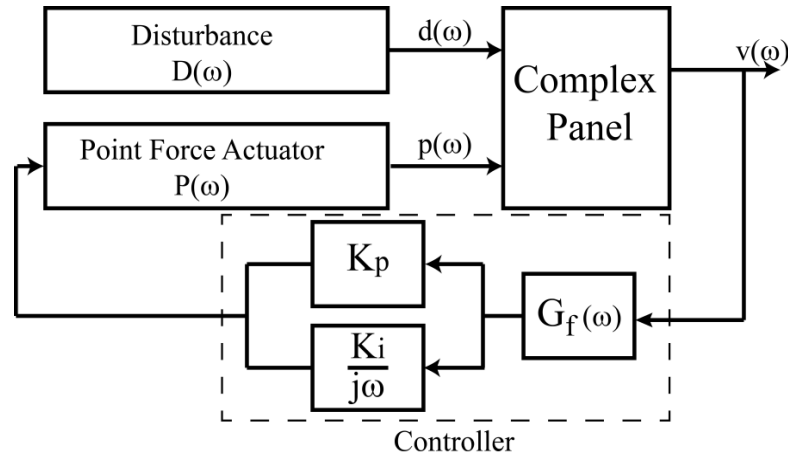 Disturbance
D(ω)
d(ω)
Complex
Panel
v(ω)
Point Force Actuator
P(ω)
p(ω)
Kp
Gf(ω)
Ki
jω
Controller